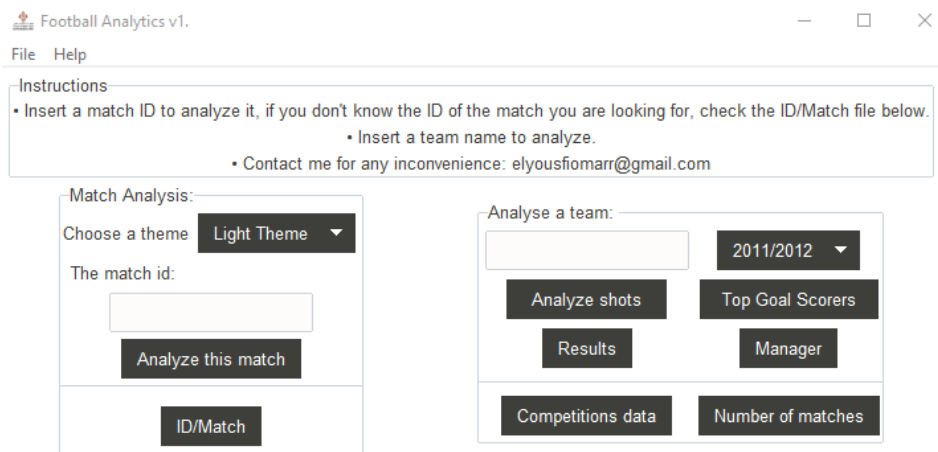 Football Analytics v1.
File Help
Instructions
• Insert a match ID to analyze it, if you don't know the ID of the match you are looking for, check the ID/Match file below.
• Insert a team name to analyze.
• Contact me for any inconvenience: elyousfiomarr@gmail.com
Match Analysis:
Choose a theme Light Theme
The match id:
Analyze this match
ID/Match
Analyse a team:
2011/2012
Analyze shots Top Goal Scorers
Results Manager
Competitions data Number of matches